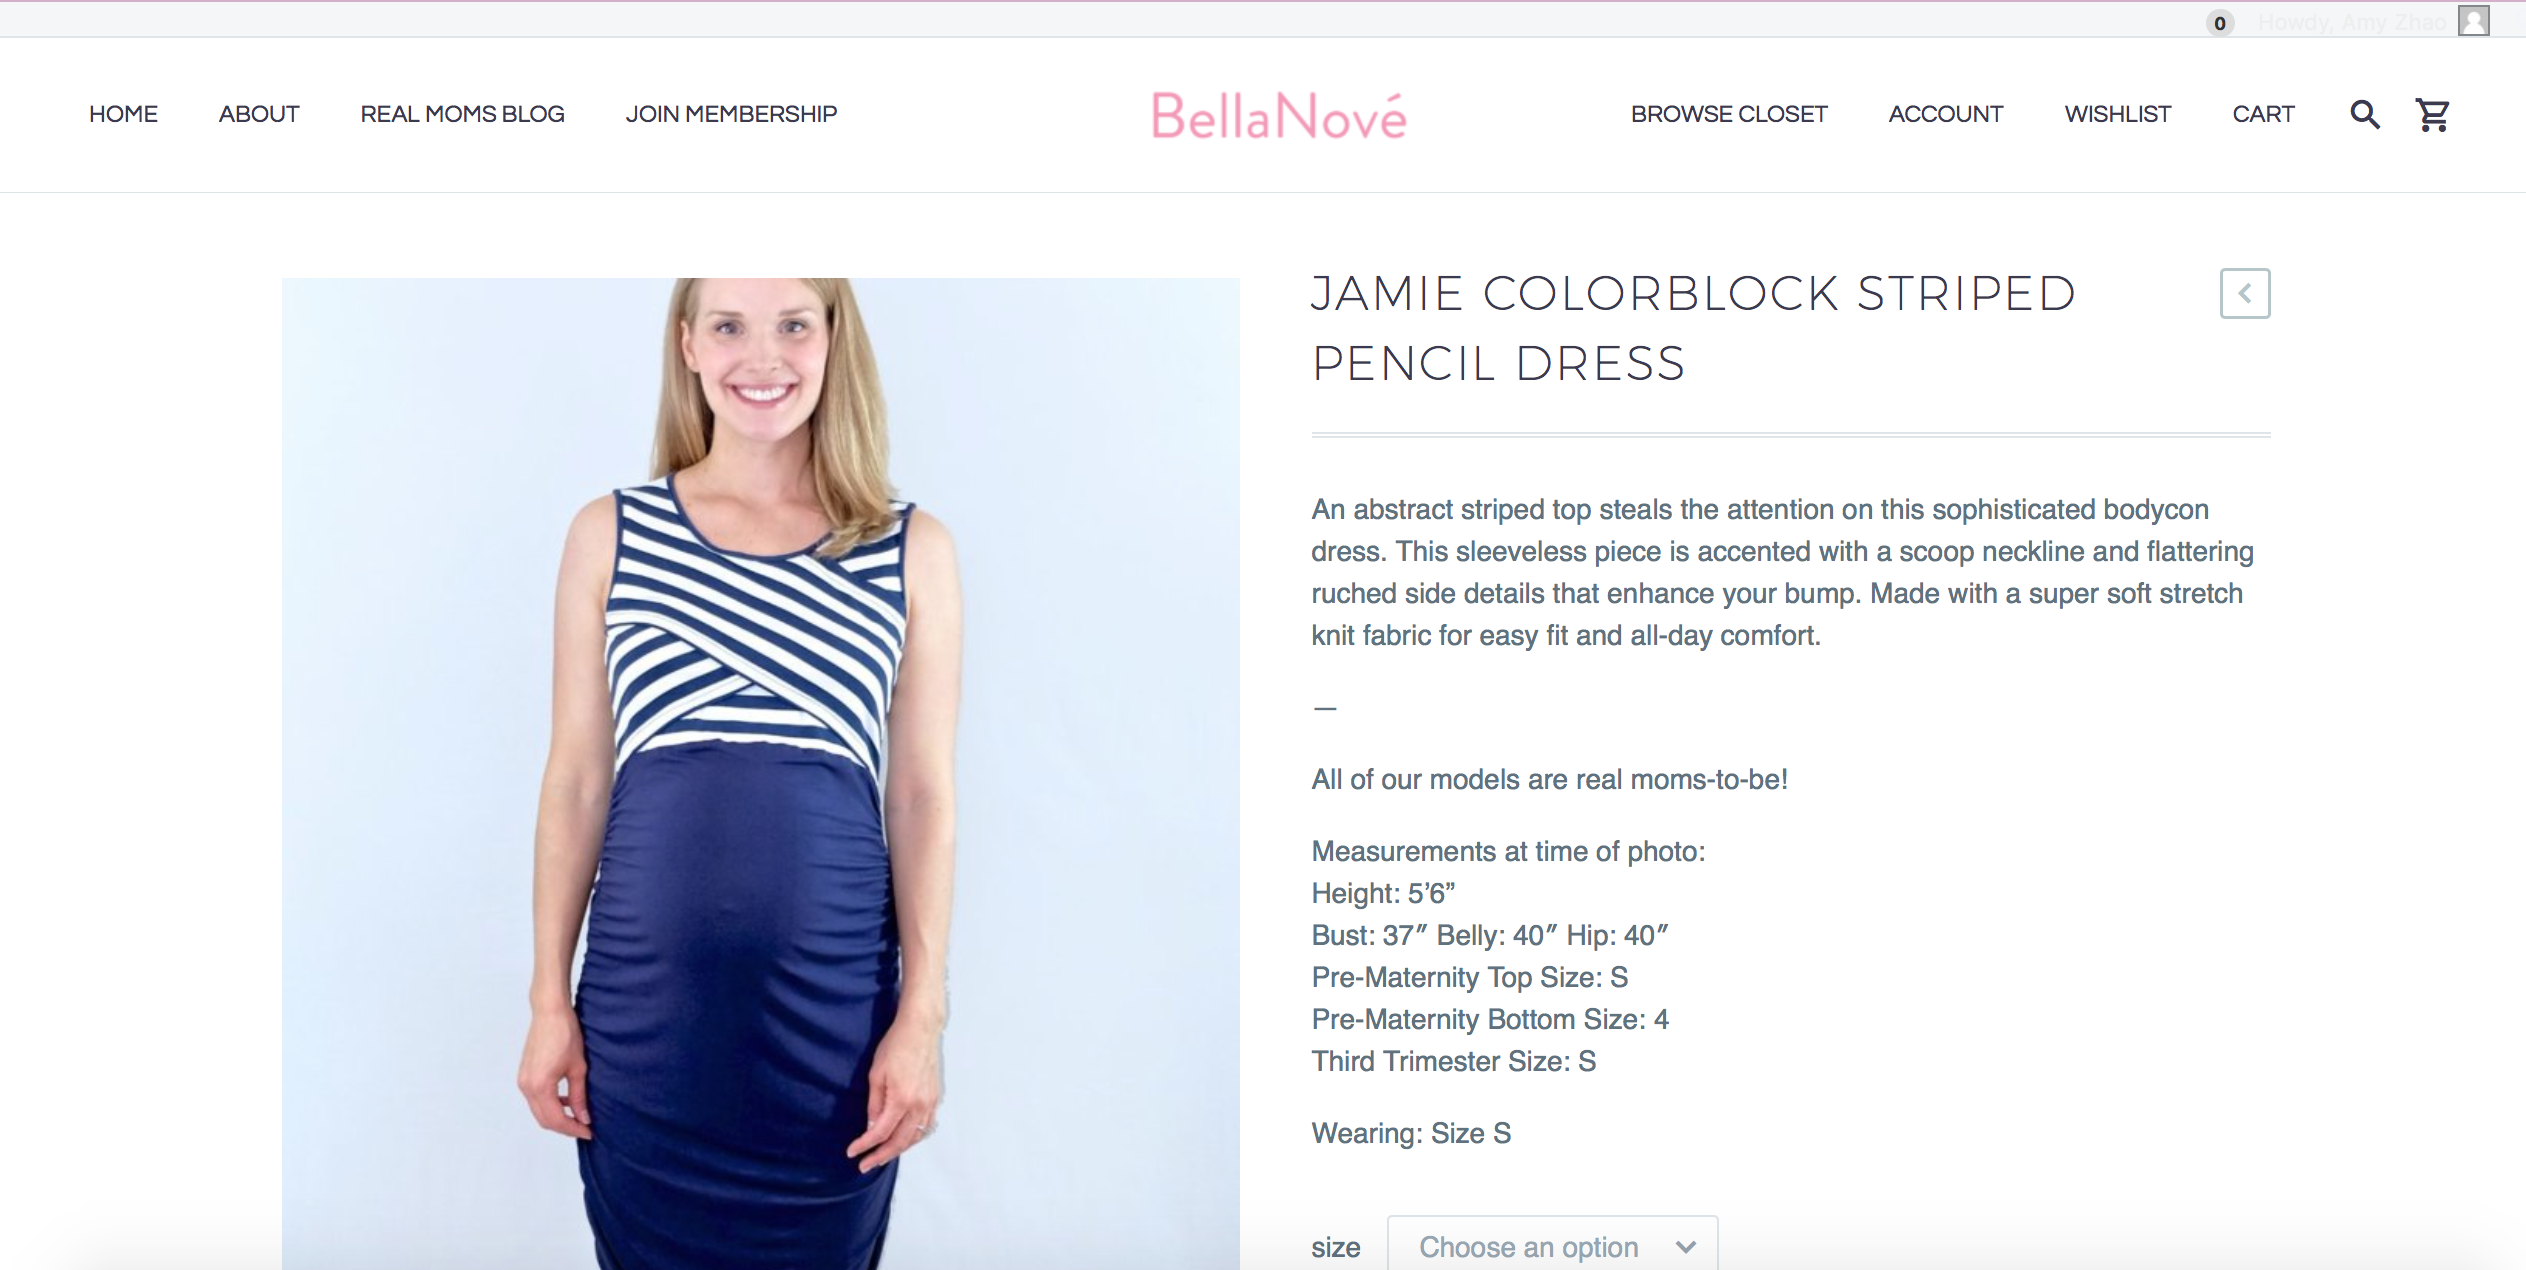 0 Howdy, Amy Zhao
HOME ABOUT REAL MOMS BLOG JOIN MEMBERSHIP BellaNové BROWSE CLOSET ACCOUNT WISHLIST CART
JAMIE COLORBLOCK STRIPED
PENCIL DRESS
An abstract striped top steals the attention on this sophisticated bodycon
dress. This sleeveless piece is accented with a scoop neckline and flattering
ruched side details that enhance your bump. Made with a super soft stretch
knit fabric for easy fit and all-day comfort.
—
All of our models are real moms-to-be!
Measurements at time of photo:
Height: 5’6”
Bust: 37″ Belly: 40″ Hip: 40″
Pre-Maternity Top Size: S
Pre-Maternity Bottom Size: 4
Third Trimester Size: S
Wearing: Size S
size Choose an option